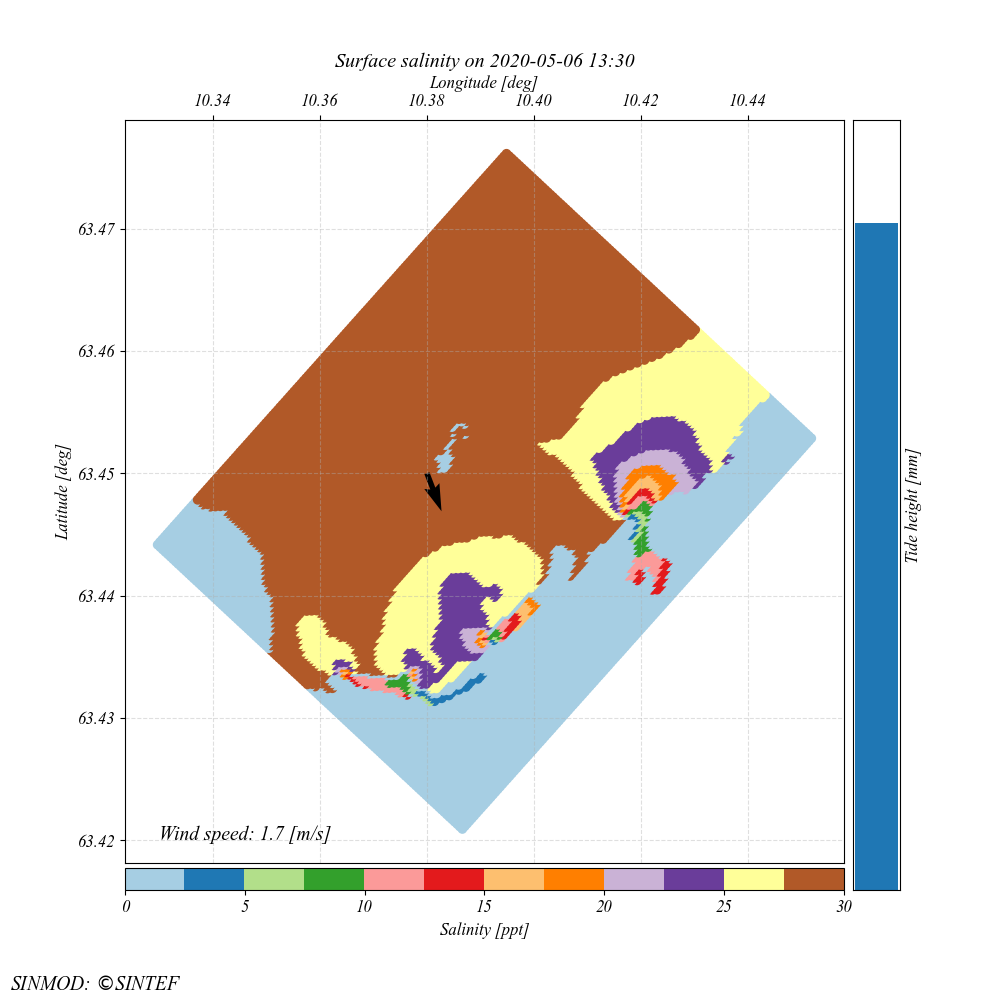 Surface salinity on 2020-05-06 13:30
Longitude [deg]
10.34 10.36 10.38 10.40 10.42 10.44
63.47
63.46
63.45
63.44
63.43
63.42
Latitude [deg]
Tide height [mm]
Wind speed: 1.7 [m/s]
0 5 10 15 20 25 30
Salinity [ppt]
SINMOD: ©SINTEF